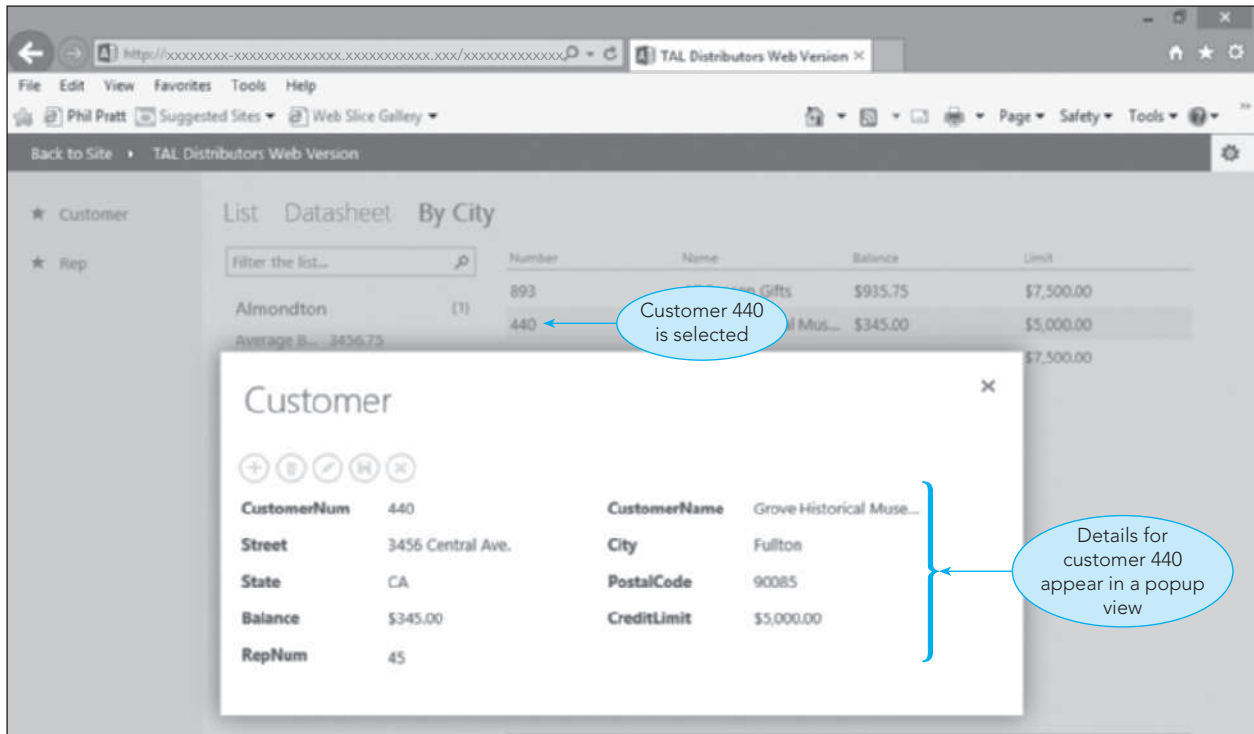 http://xxxxxxxx-xxxxxxxxxxxxxx.xxxxxxxxxxx.xxx/xxxxxxxxxxxxx
TAL Distributors Web Version
File Edit View Favorites Tools Help
Phil Pratt Suggested Sites Web Slice Gallery Page Safety Tools
Back to Site TAL Distributors Web Version
Customer
Rep
List Datasheet By City
Filter the list...
Number Name Balance Limit
Almondton (1)
Average B... 3456.75
893 Gifts $935.75 $7,500.00
440 Mus... $345.00 $5,000.00
$7,500.00
Customer 440
is selected
Customer
CustomerNum 440 CustomerName Grove Historical Muse...
Street 3456 Central Ave. City Fullton
State CA PostalCode 90085
Balance $345.00 CreditLimit $5,000.00
RepNum 45
Details for
customer 440
appear in a popup
view